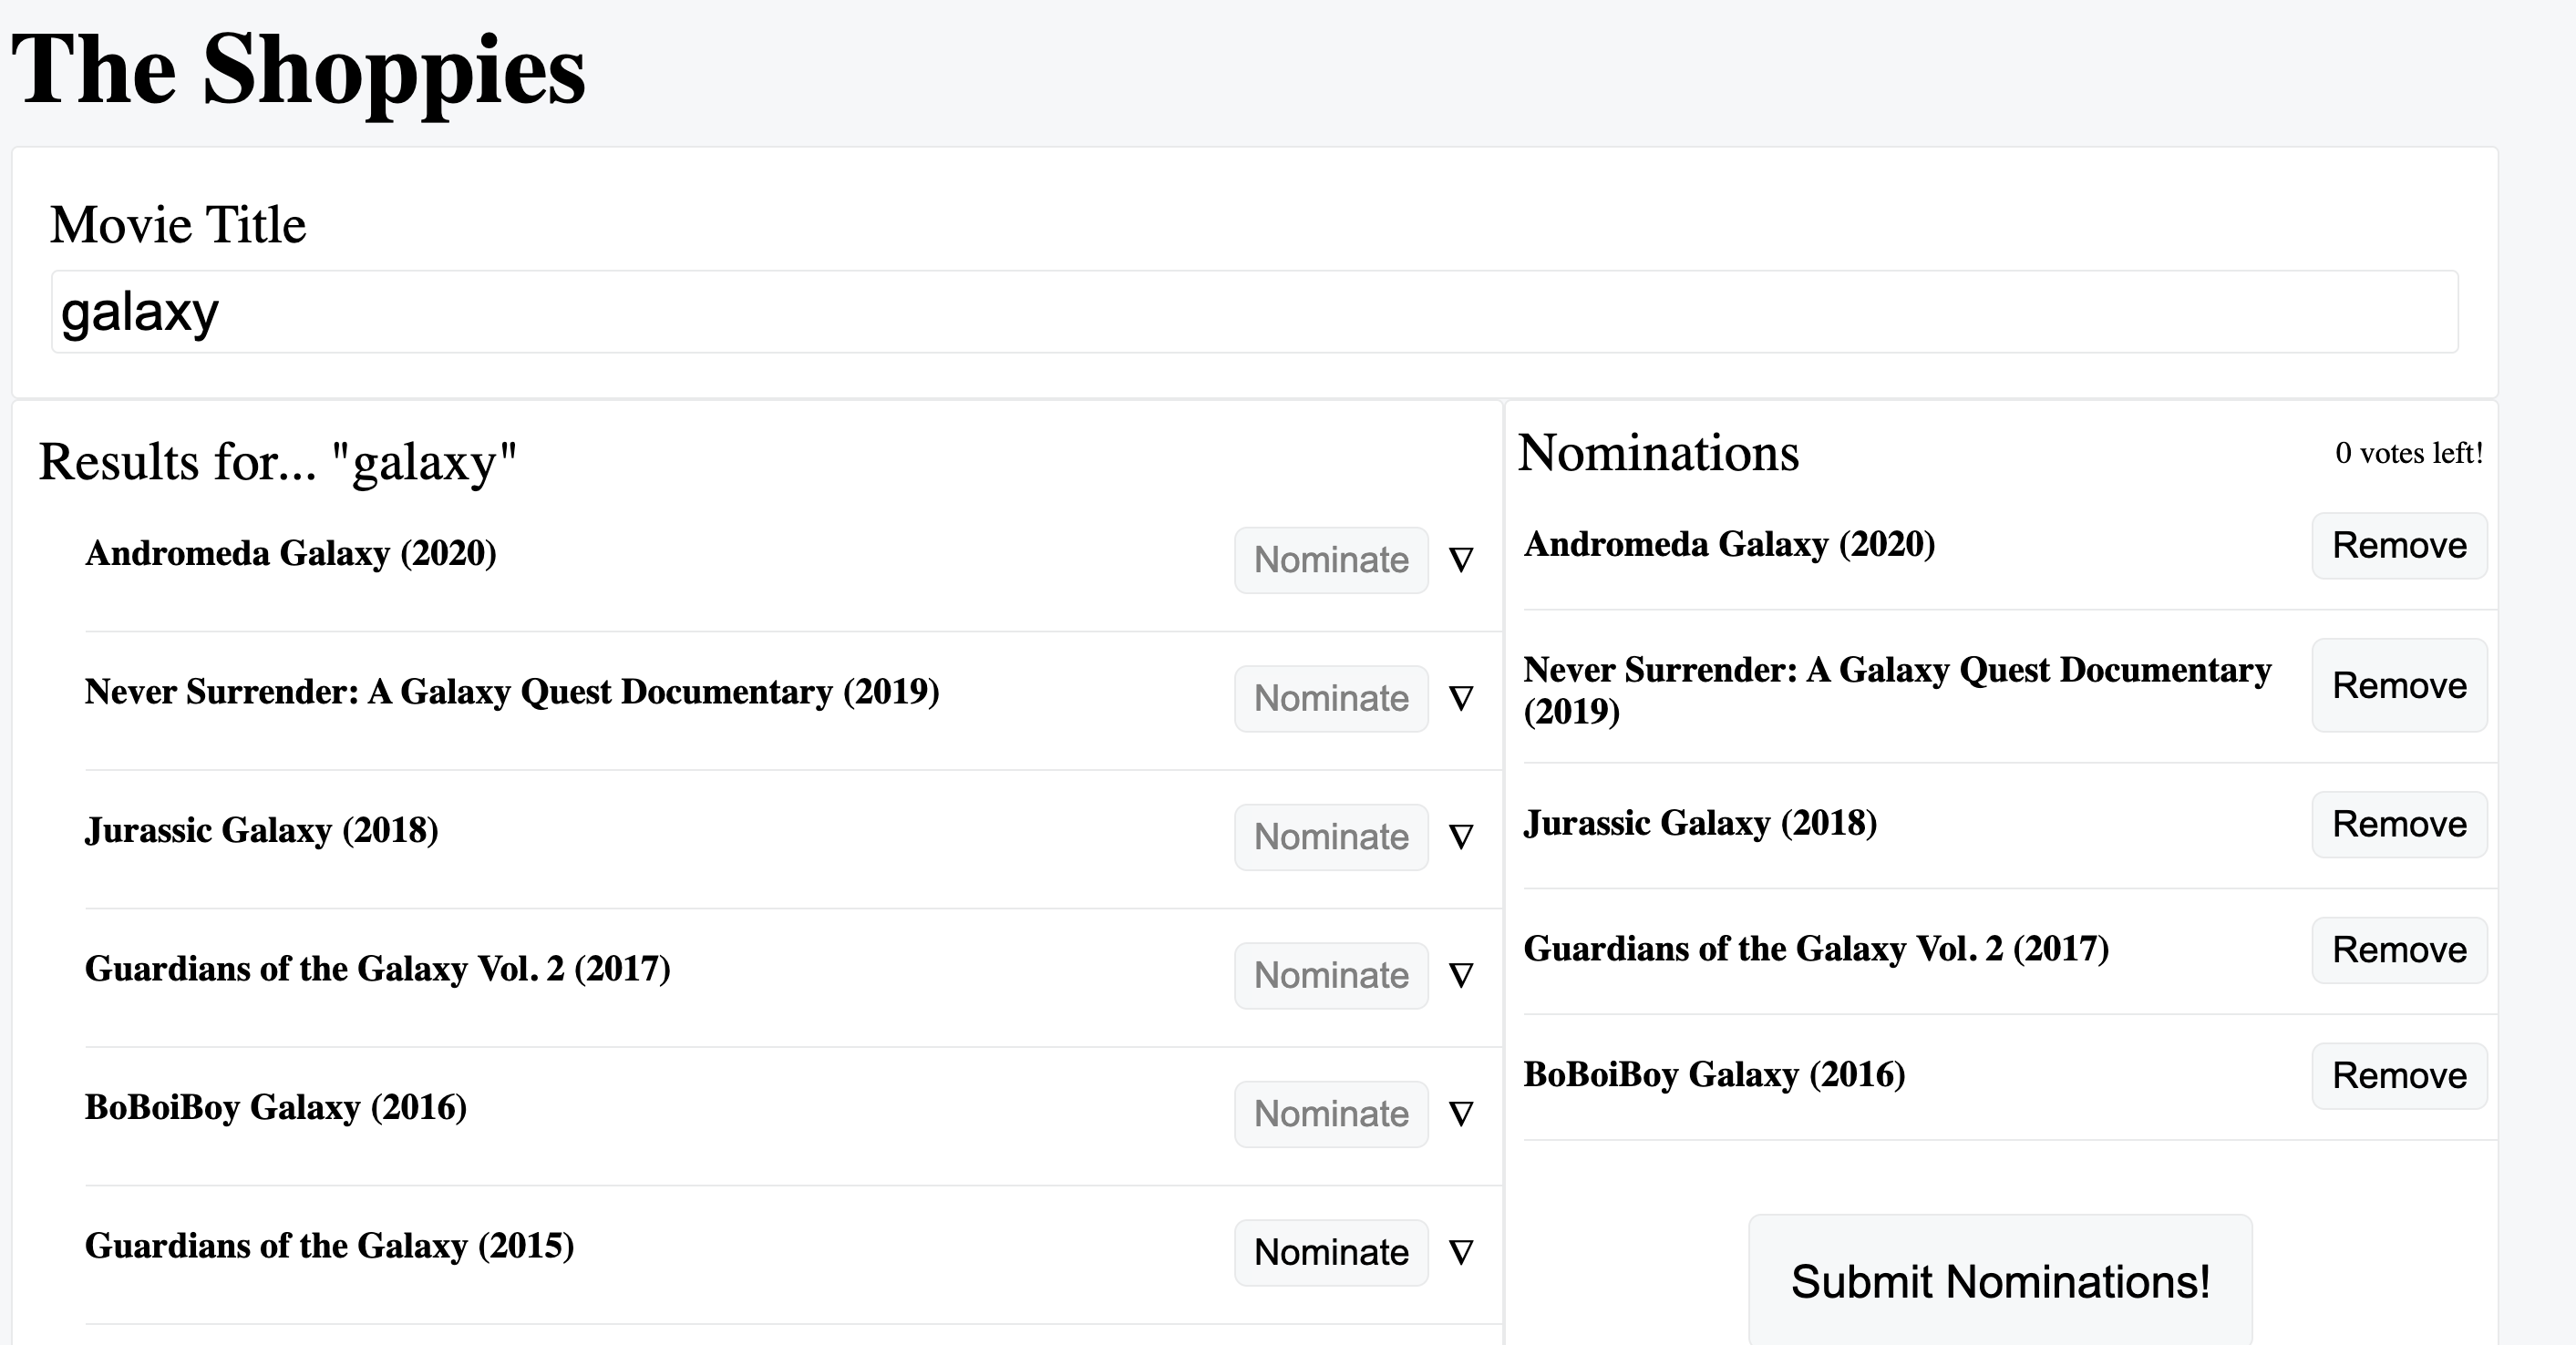 The Shoppies
Movie Title
galaxy
Results for... "galaxy"
Andromeda Galaxy (2020)
Nominate
Never Surrender: A Galaxy Quest Documentary (2019)
Nominate
Jurassic Galaxy (2018)
Nominate
Guardians of the Galaxy Vol. 2 (2017)
Nominate
BoBoiBoy Galaxy (2016)
Nominate
Guardians of the Galaxy (2015)
Nominate
Nominations
0 votes left!
Andromeda Galaxy (2020)
Remove
Never Surrender: A Galaxy Quest Documentary
(2019)
Remove
Jurassic Galaxy (2018)
Remove
Guardians of the Galaxy Vol. 2 (2017)
Remove
BoBoiBoy Galaxy (2016)
Remove
Submit Nominations!